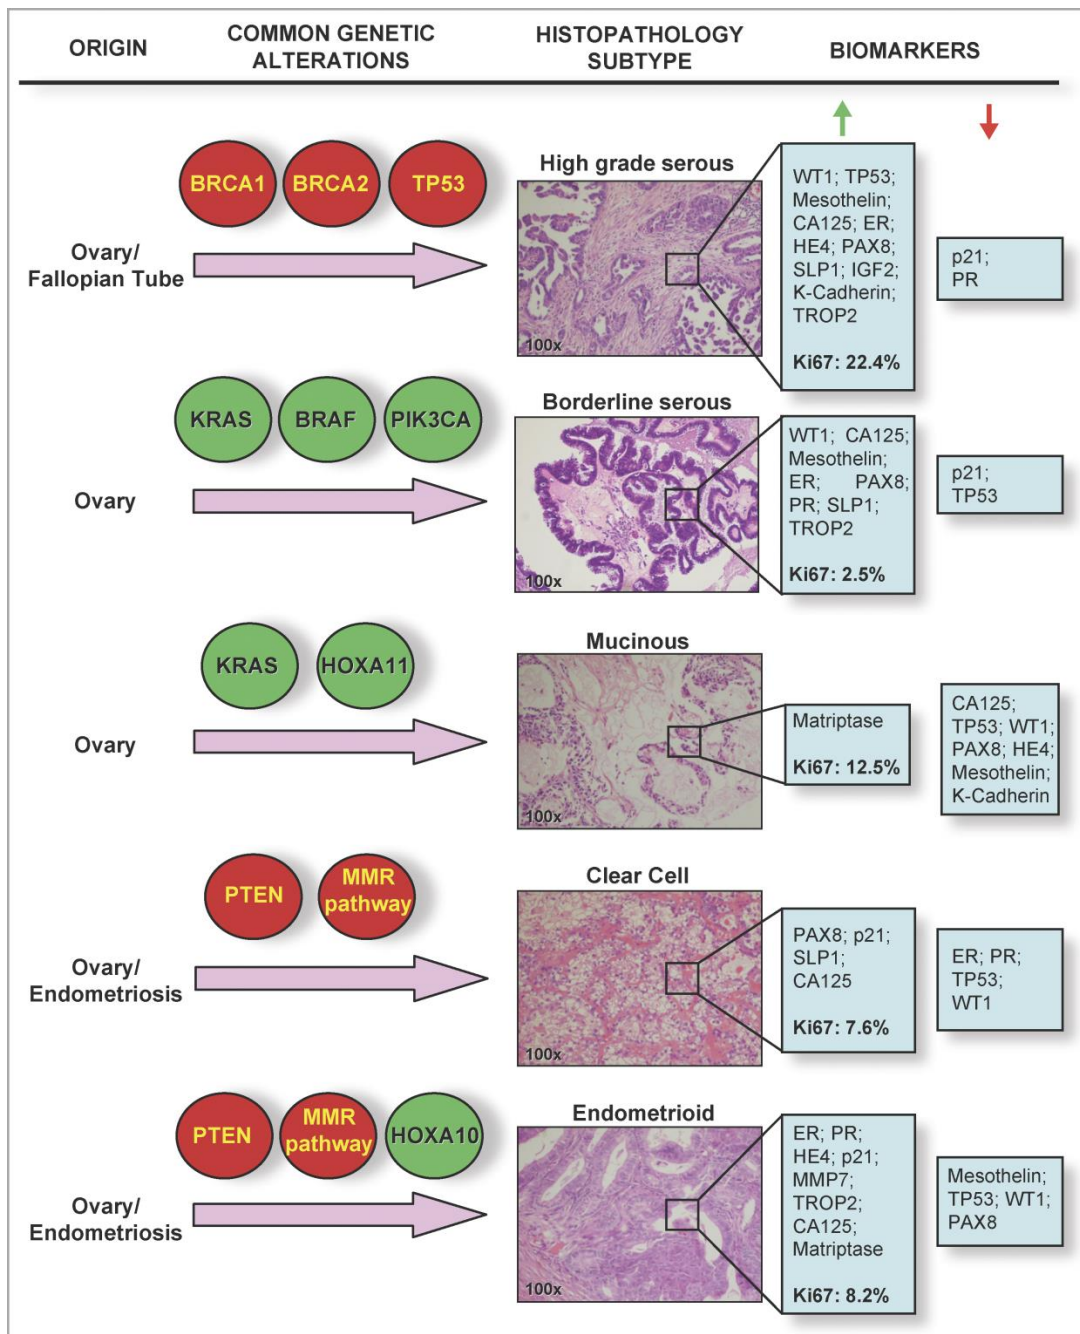 ORIGIN
COMMON GENETIC
ALTERATIONS
HISTOPATHOLOGY
SUBTYPE
BIOMARKERS
BRCA1
BRCA2
TP53
Ovary/
Fallopian Tube
High grade serous
100x
WT1; TP53;
Mesothelin;
CA125; ER;
HE4; PAX8;
SLP1; IGF2;
K-Cadherin;
TROP2
Ki67: 22.4%
p21;
PR
KRAS
BRAF
PIK3CA
Ovary
Borderline serous
100x
WT1; CA125;
Mesothelin;
ER; PAX8;
PR; SLP1;
TROP2
Ki67: 2.5%
p21;
TP53
KRAS
HOXA11
Ovary
Mucinous
100x
Matriptase
Ki67: 12.5%
CA125;
TP53; WT1;
PAX8; HE4;
Mesothelin;
K-Cadherin
PTEN
MMR
pathway
Ovary/
Endometriosis
Clear Cell
100x
PAX8; p21;
SLP1;
CA125
Ki67: 7.6%
ER; PR;
TP53;
WT1
PTEN
MMR
pathway
HOXA10
Ovary/
Endometriosis
Endometrioid
100x
ER; PR;
HE4; p21;
MMP7;
TROP2;
CA125;
Matriptase
Ki67: 8.2%
Mesothelin;
TP53; WT1;
PAX8